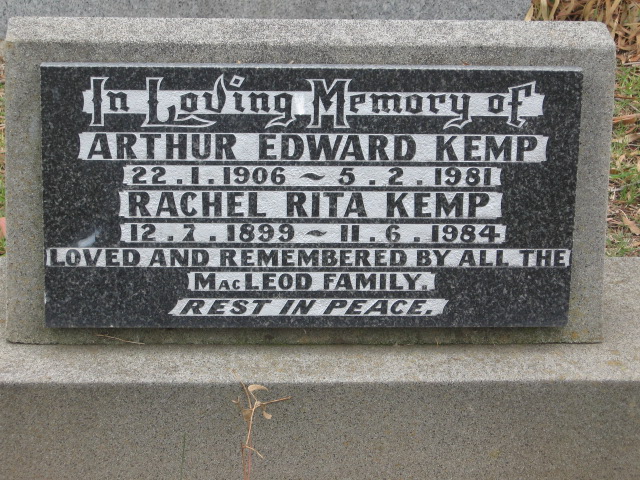 In Loving Memory of
ARTHUR EDWARD KEMP
22.1.1906 ~ 5.2.1981
RACHEL RITA KEMP
12.7.1899 ~ 11.6.1984
LOVED AND REMEMBERED BY ALL THE
MACLEOD FAMILY.
REST IN PEACE.